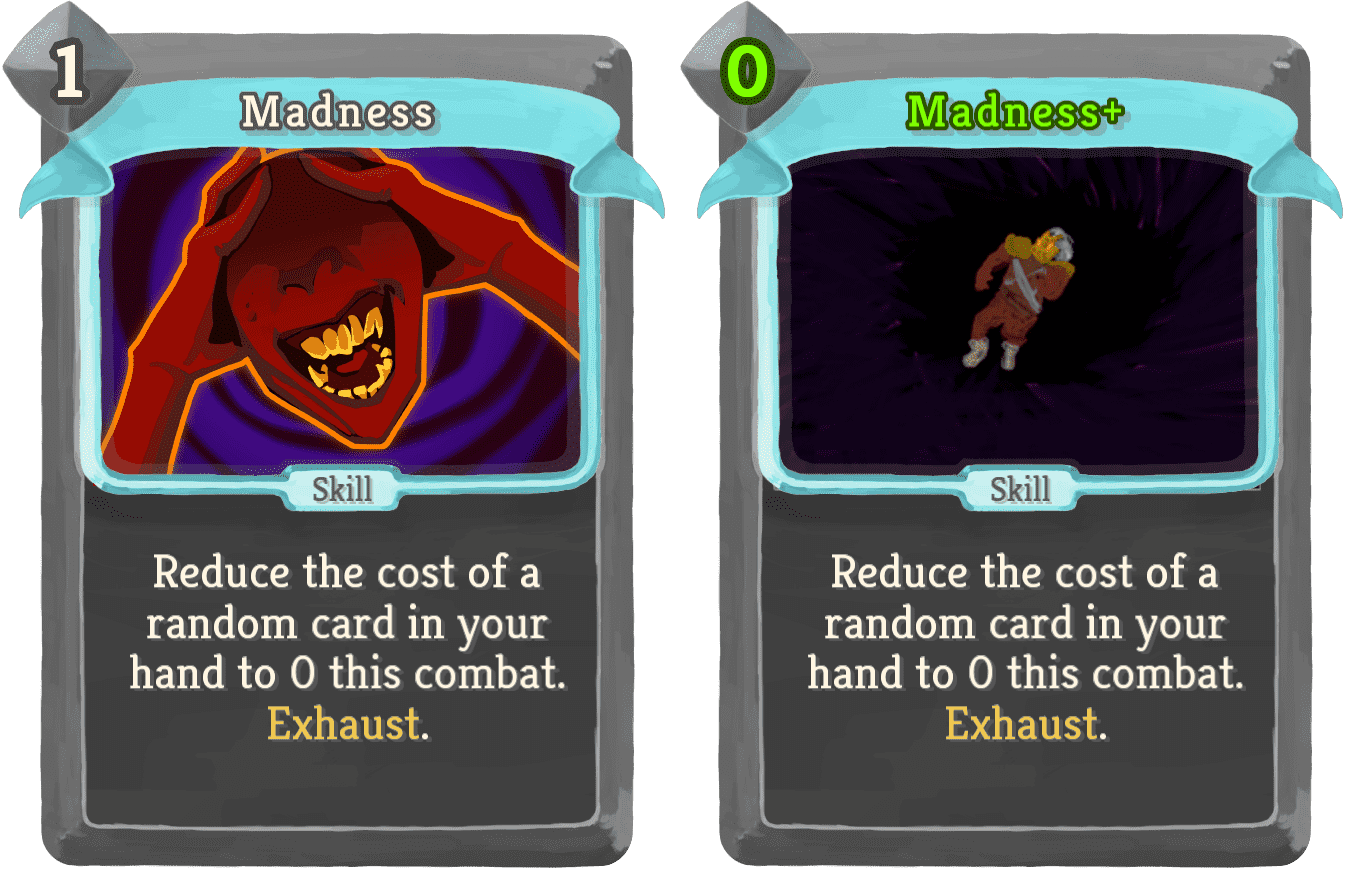 1
Madness
Skill
Reduce the cost of a
random card in your
hand to 0 this combat.
Exhaust.
0
Madness+
Skill
Reduce the cost of a
random card in your
hand to 0 this combat.
Exhaust.